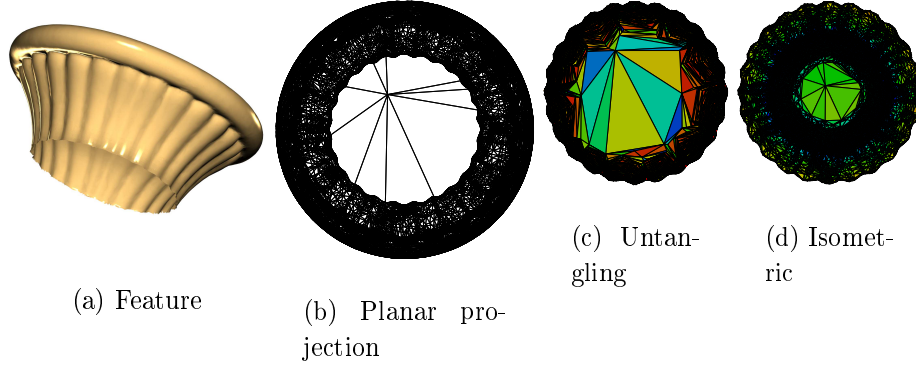 (a) Feature
(b) Planar pro-
jection
(c) Untan-
gling
(d) Isomet-
ric